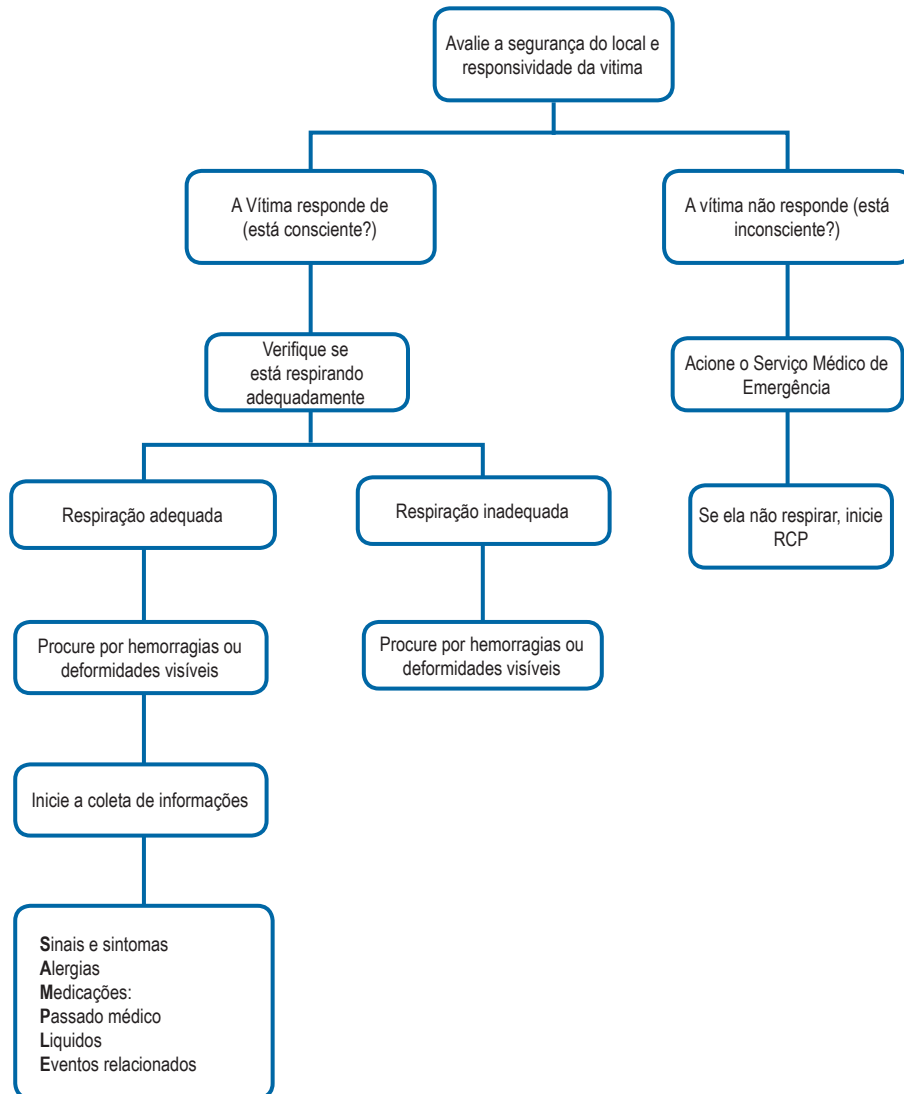 Avalie a segurança do local e
responsividade da vitima
A Vítima responde de
(está consciente?)
A vítima não responde (está
inconsciente?)
Verifique se
está respirando
adequadamente
Acione o Serviço Médico de
Emergência
Respiração adequada
Respiração inadequada
Se ela não respirar, inicie
RCP
Procure por hemorragias ou
deformidades visíveis
Procure por hemorragias ou
deformidades visíveis
Inicie a coleta de informações
Sinais e sintomas
Alergias
Medicações:
Passado médico
Liquidos
Eventos relacionados